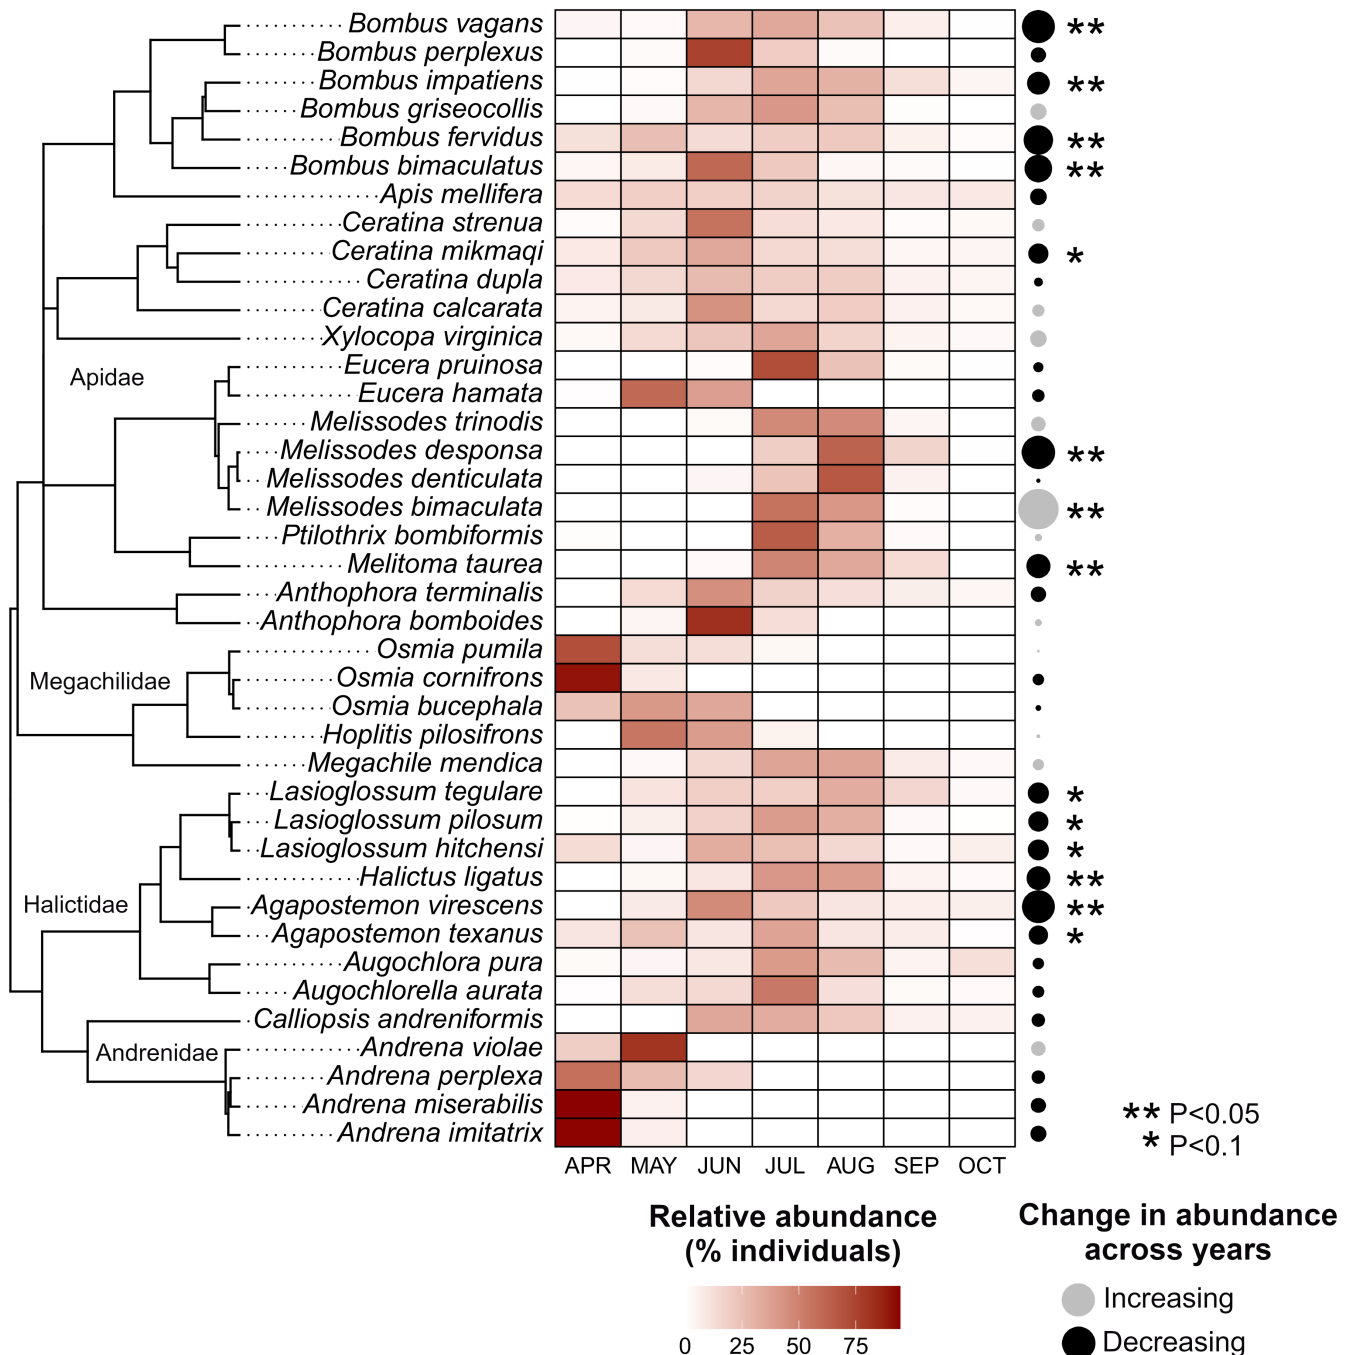 Bombus vagans **
Bombus perplexus
Bombus impatiens **
Bombus griseocollis
Bombus fervidus **
Bombus bimaculatus **
Apis mellifera
Ceratina strenua
Ceratina mikmaqi *
Ceratina dupla
Ceratina calcarata
Xylocopa virginica
Eucera pruinosa
Apidae
Eucera hamata
Melissodes trinodis
Melissodes desponsa **
Melissodes denticulata
Melissodes bimaculata **
Ptilothrix bombiformis
Melitoma taurea **
Anthophora terminalis
Anthophora bomboides
Osmia pumila
Megachilidae
Osmia cornifrons
Osmia bucephala
Hoplitis pilosifrons
Megachile mendica
Lasioglossum tegulare *
Lasioglossum pilosum *
Lasioglossum hitchensi *
Halictus ligatus **
Halictidae
Agapostemon virescens **
Agapostemon texanus *
Augochlora pura
Augochlorella aurata
Calliopsis andreniformis
Andrenidae
Andrena violae
Andrena perplexa
Andrena miserabilis
Andrena imitatrix
** P<0.05
* P<0.1
APR MAY JUN JUL AUG SEP OCT
Relative abundance
(% individuals)
0 25 50 75
Change in abundance
across years
Increasing
Decreasing